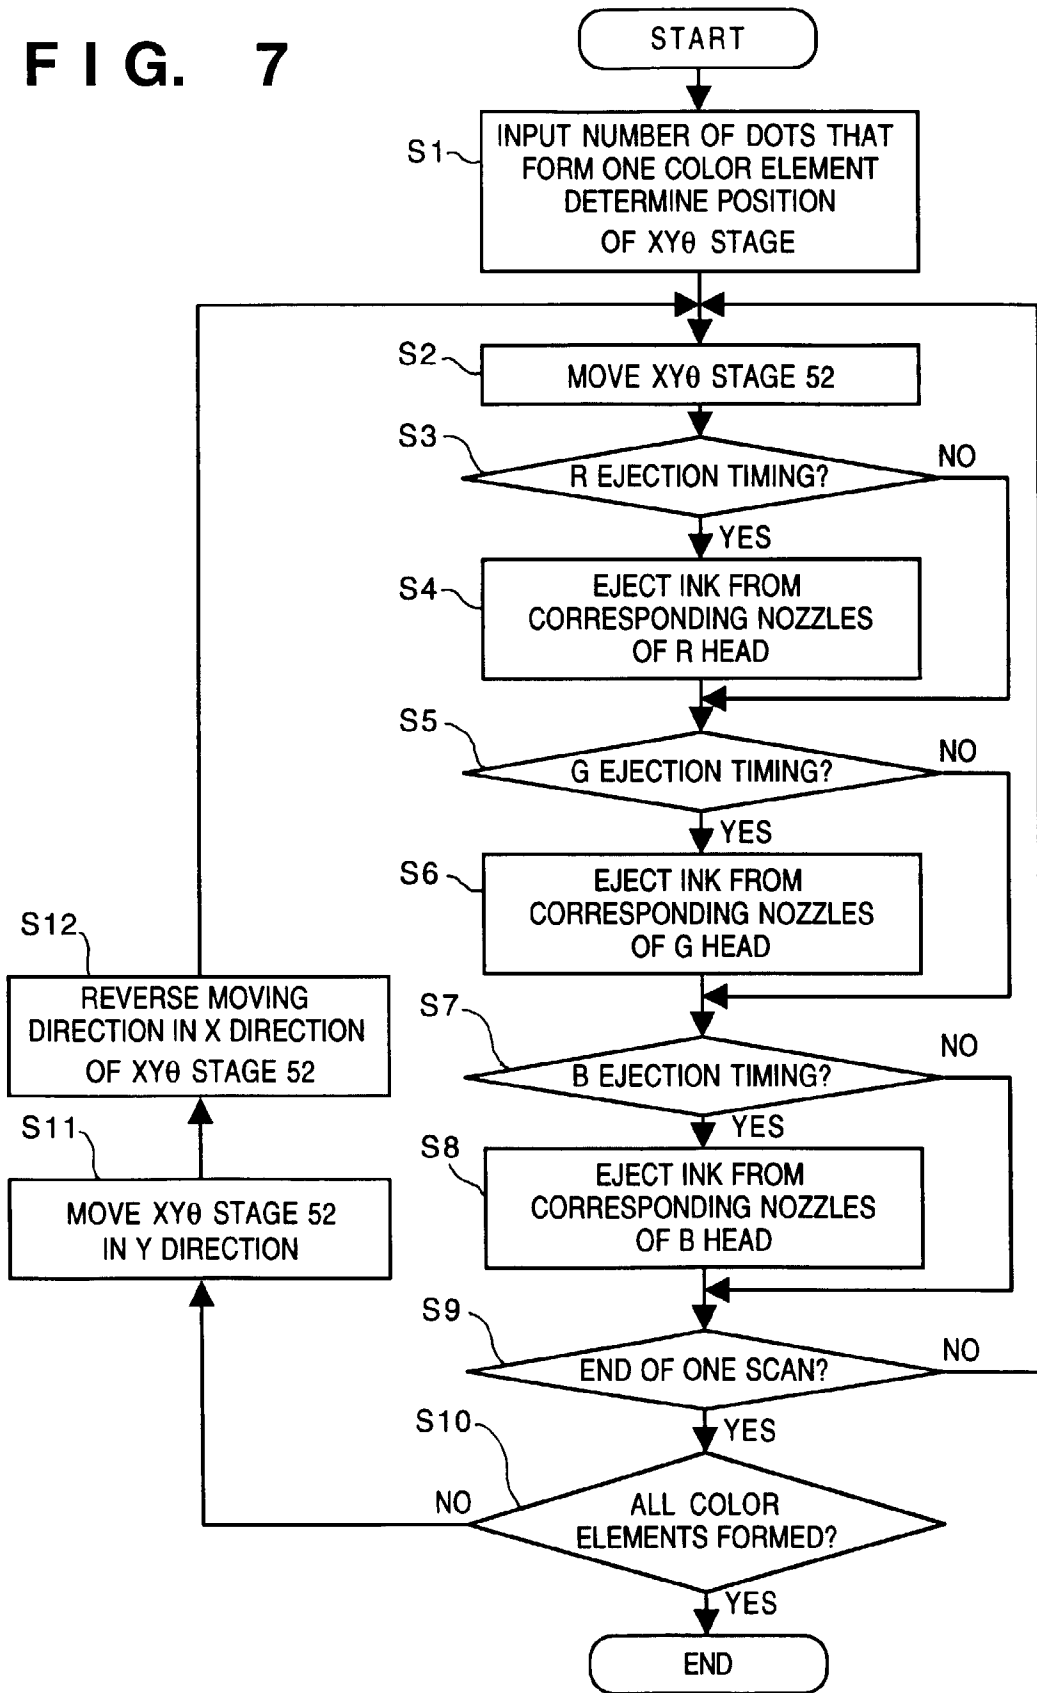 FIG. 7
START
S1
INPUT NUMBER OF DOTS THAT
FORM ONE COLOR ELEMENT
DETERMINE POSITION
OF XYθ STAGE
S2
MOVE XYθ STAGE 52
S3
R EJECTION TIMING?
NO
YES
S4
EJECT INK FROM
CORRESPONDING NOZZLES
OF R HEAD
S5
G EJECTION TIMING?
NO
YES
S6
EJECT INK FROM
CORRESPONDING NOZZLES
OF G HEAD
S7
B EJECTION TIMING?
NO
YES
S8
EJECT INK FROM
CORRESPONDING NOZZLES
OF B HEAD
S9
END OF ONE SCAN?
NO
YES
S10
ALL COLOR
ELEMENTS FORMED?
NO
YES
S11
MOVE XYθ STAGE 52
IN Y DIRECTION
S12
REVERSE MOVING
DIRECTION IN X DIRECTION
OF XYθ STAGE 52
END